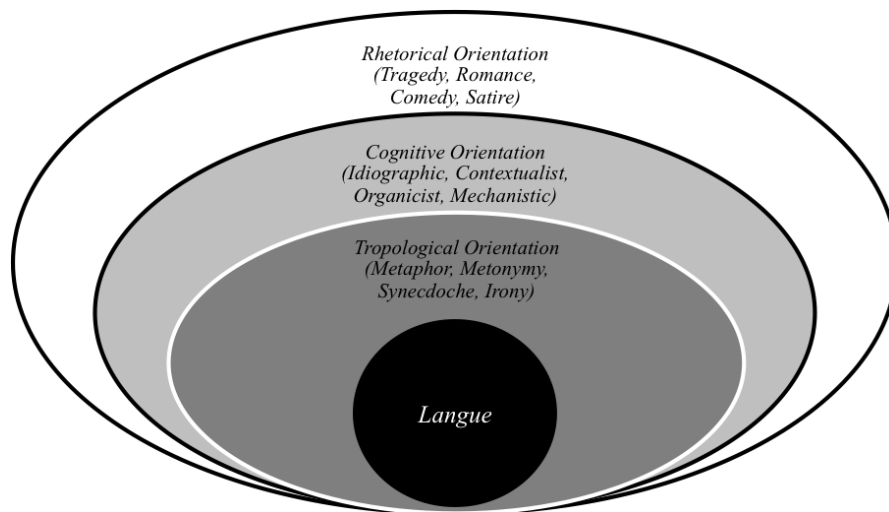 Rhetorical Orientation
(Tragedy, Romance,
Comedy, Satire)
Cognitive Orientation
(Idiographic, Contextualist,
Organicist, Mechanistic)
Tropological Orientation
(Metaphor, Metonymy,
Synecdoche, Irony)
Langue